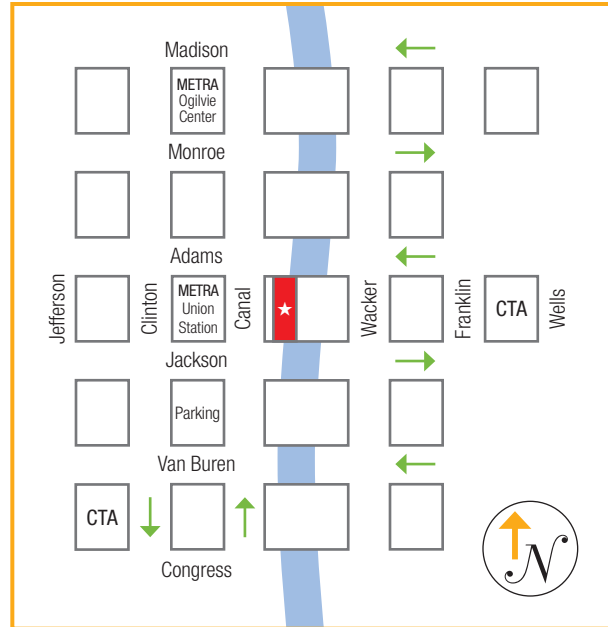 Madison
METRA
Ogilvie
Center
Monroe
Adams
Jefferson
Clinton
METRA
Union
Station
Canal
Wacker
Franklin
CTA
Wells
Jackson
Parking
Van Buren
CTA
Congress
N